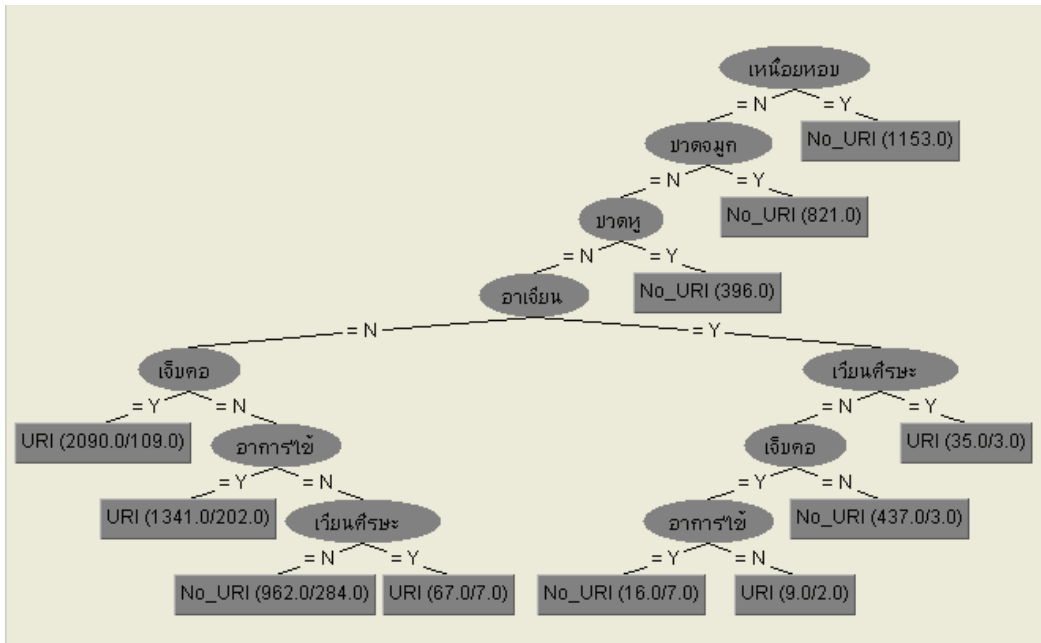 เหนื่อยหอบ
= N = Y
ปวดจมูก No_URI (1153.0)
= N = Y
ปวดหู No_URI (821.0)
= N = Y
อาเจียน No_URI (396.0)
= N = Y
เจ็บคอ เวียนศีรษะ
= Y = N = N = Y
URI (2090.0/109.0) อาการไข้ เจ็บคอ URI (35.0/3.0)
= Y = N = Y = N
URI (1341.0/202.0) เวียนศีรษะ อาการไข้ No_URI (437.0/3.0)
= N = Y = Y = N
No_URI (962.0/284.0) URI (67.0/7.0) No_URI (16.0/7.0) URI (9.0/2.0)